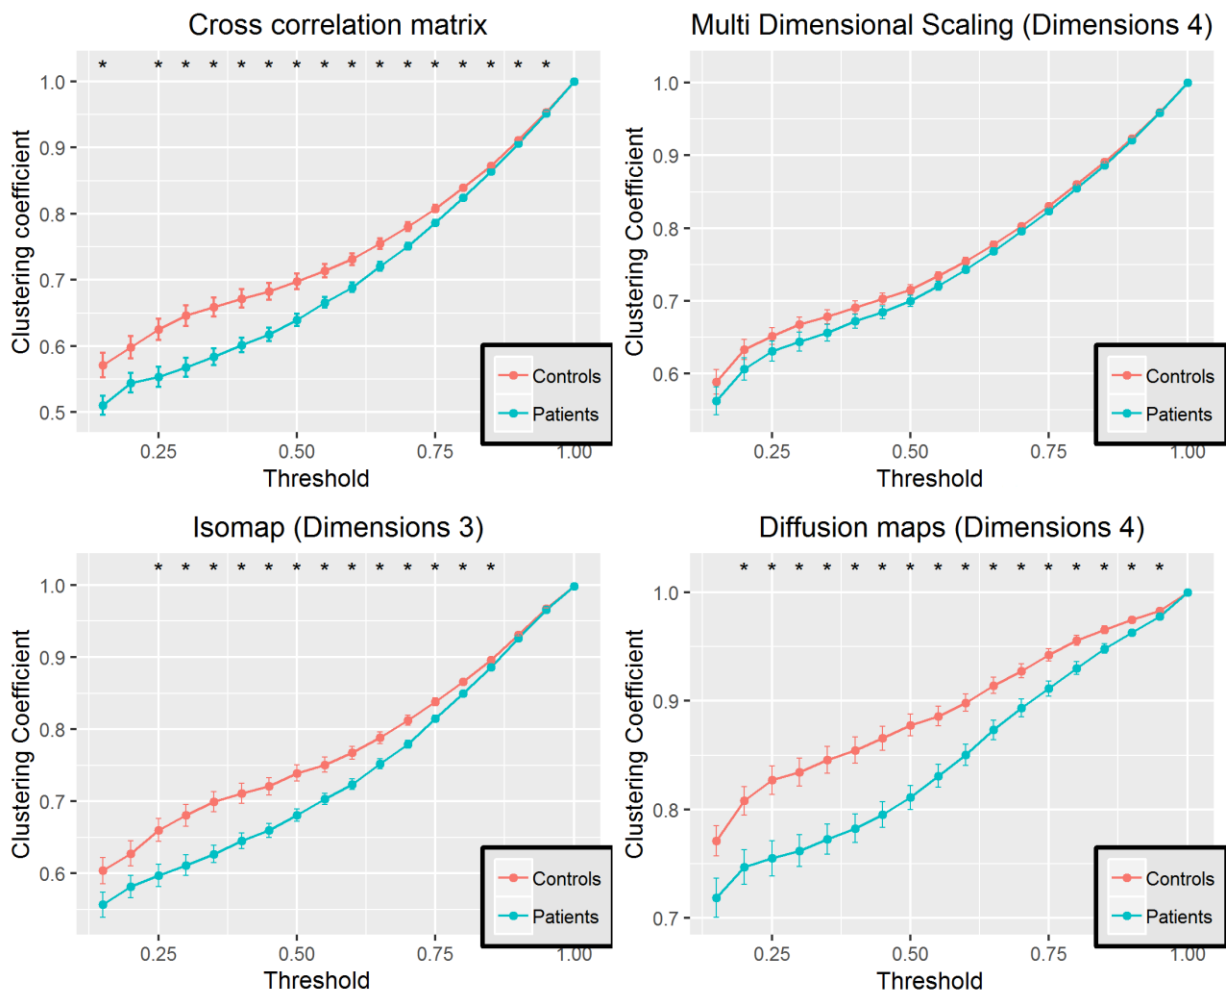 Cross correlation matrix
* * * * * * * * * * * * * * * *
1.0
0.9
0.8
0.7
0.6
0.5
Clustering coefficient
Controls
Patients
0.25 0.50 0.75 1.00
Threshold
Multi Dimensional Scaling (Dimensions 4)
1.0
0.9
0.8
0.7
0.6
Clustering Coefficient
Controls
Patients
0.25 0.50 0.75 1.00
Threshold
Isomap (Dimensions 3)
* * * * * * * * * * * * *
1.0
0.9
0.8
0.7
0.6
Clustering Coefficient
Controls
Patients
0.25 0.50 0.75 1.00
Threshold
Diffusion maps (Dimensions 4)
* * * * * * * * * * * * * * * *
1.0
0.9
0.8
0.7
Clustering Coefficient
Controls
Patients
0.25 0.50 0.75 1.00
Threshold